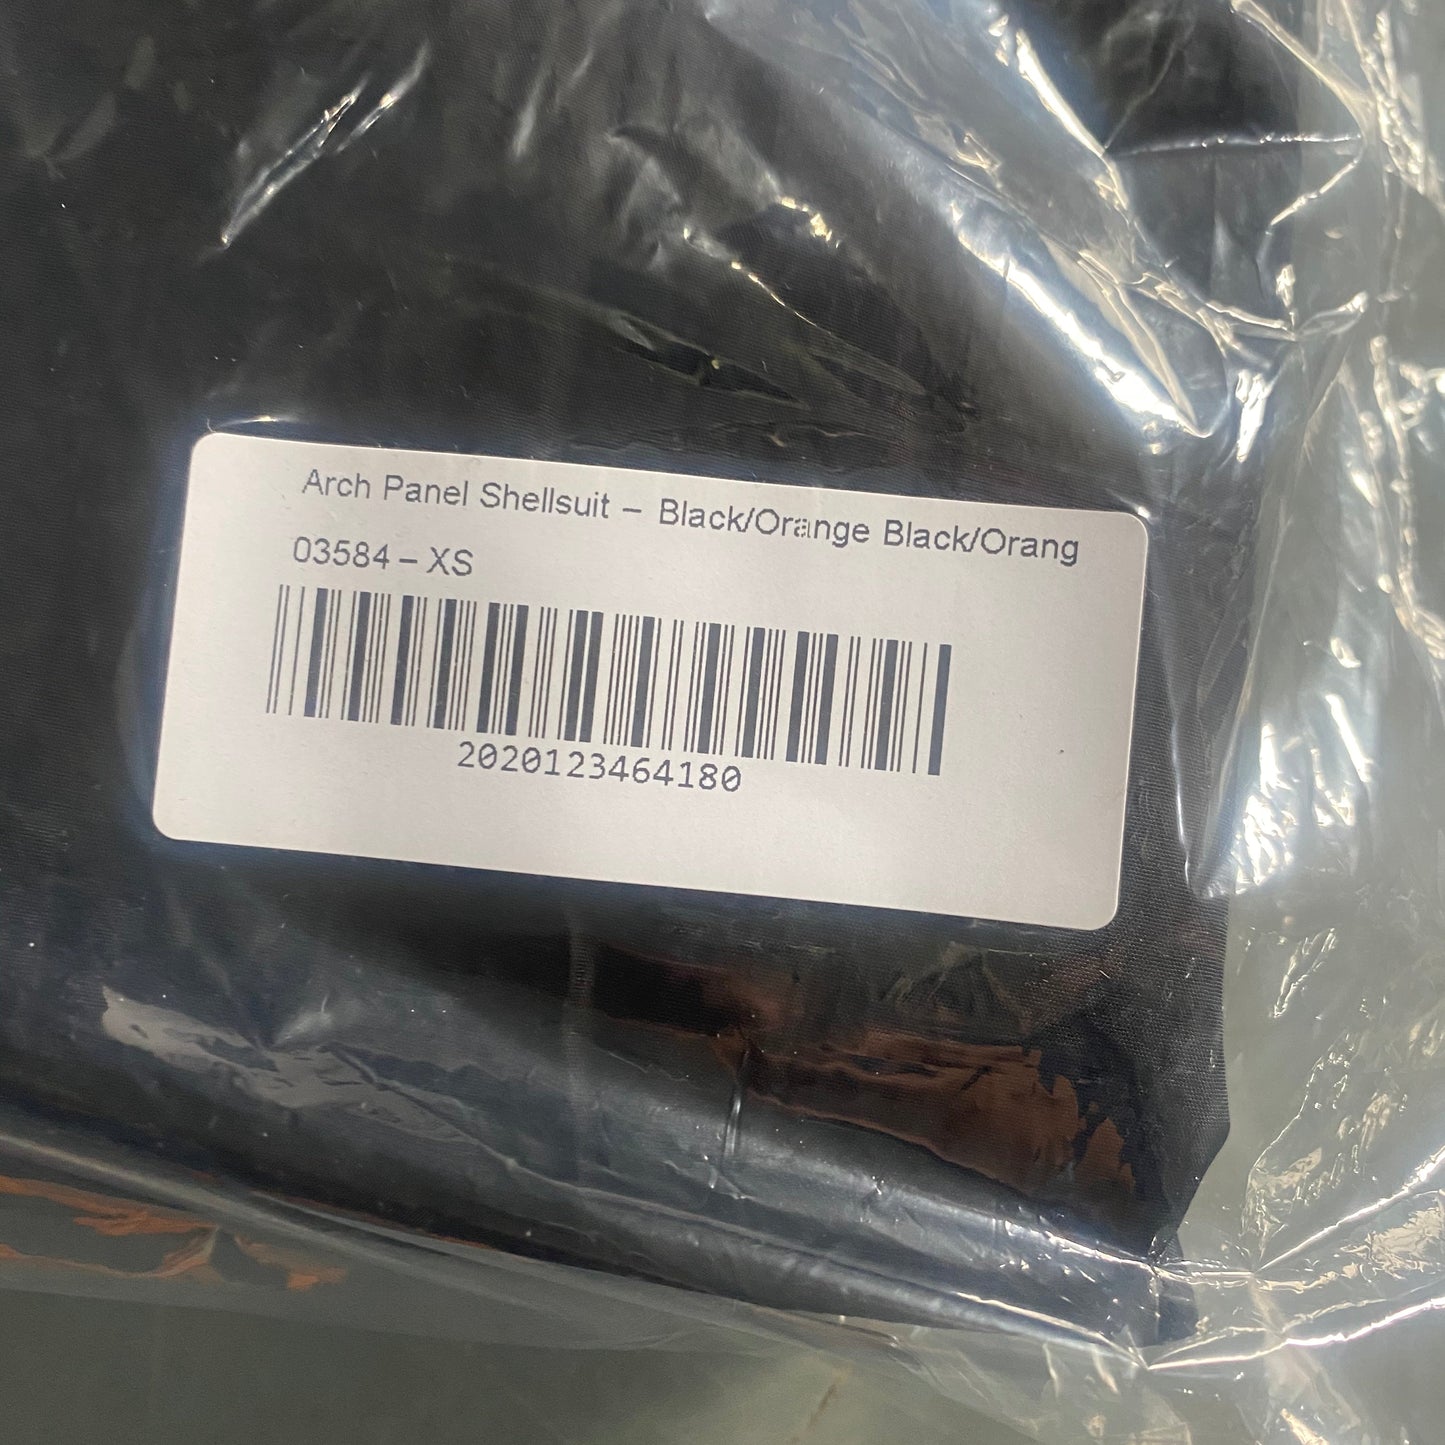 Arch Panel Shellsuit – Black/Orange Black/Orang
03584 – XS
2020123464180